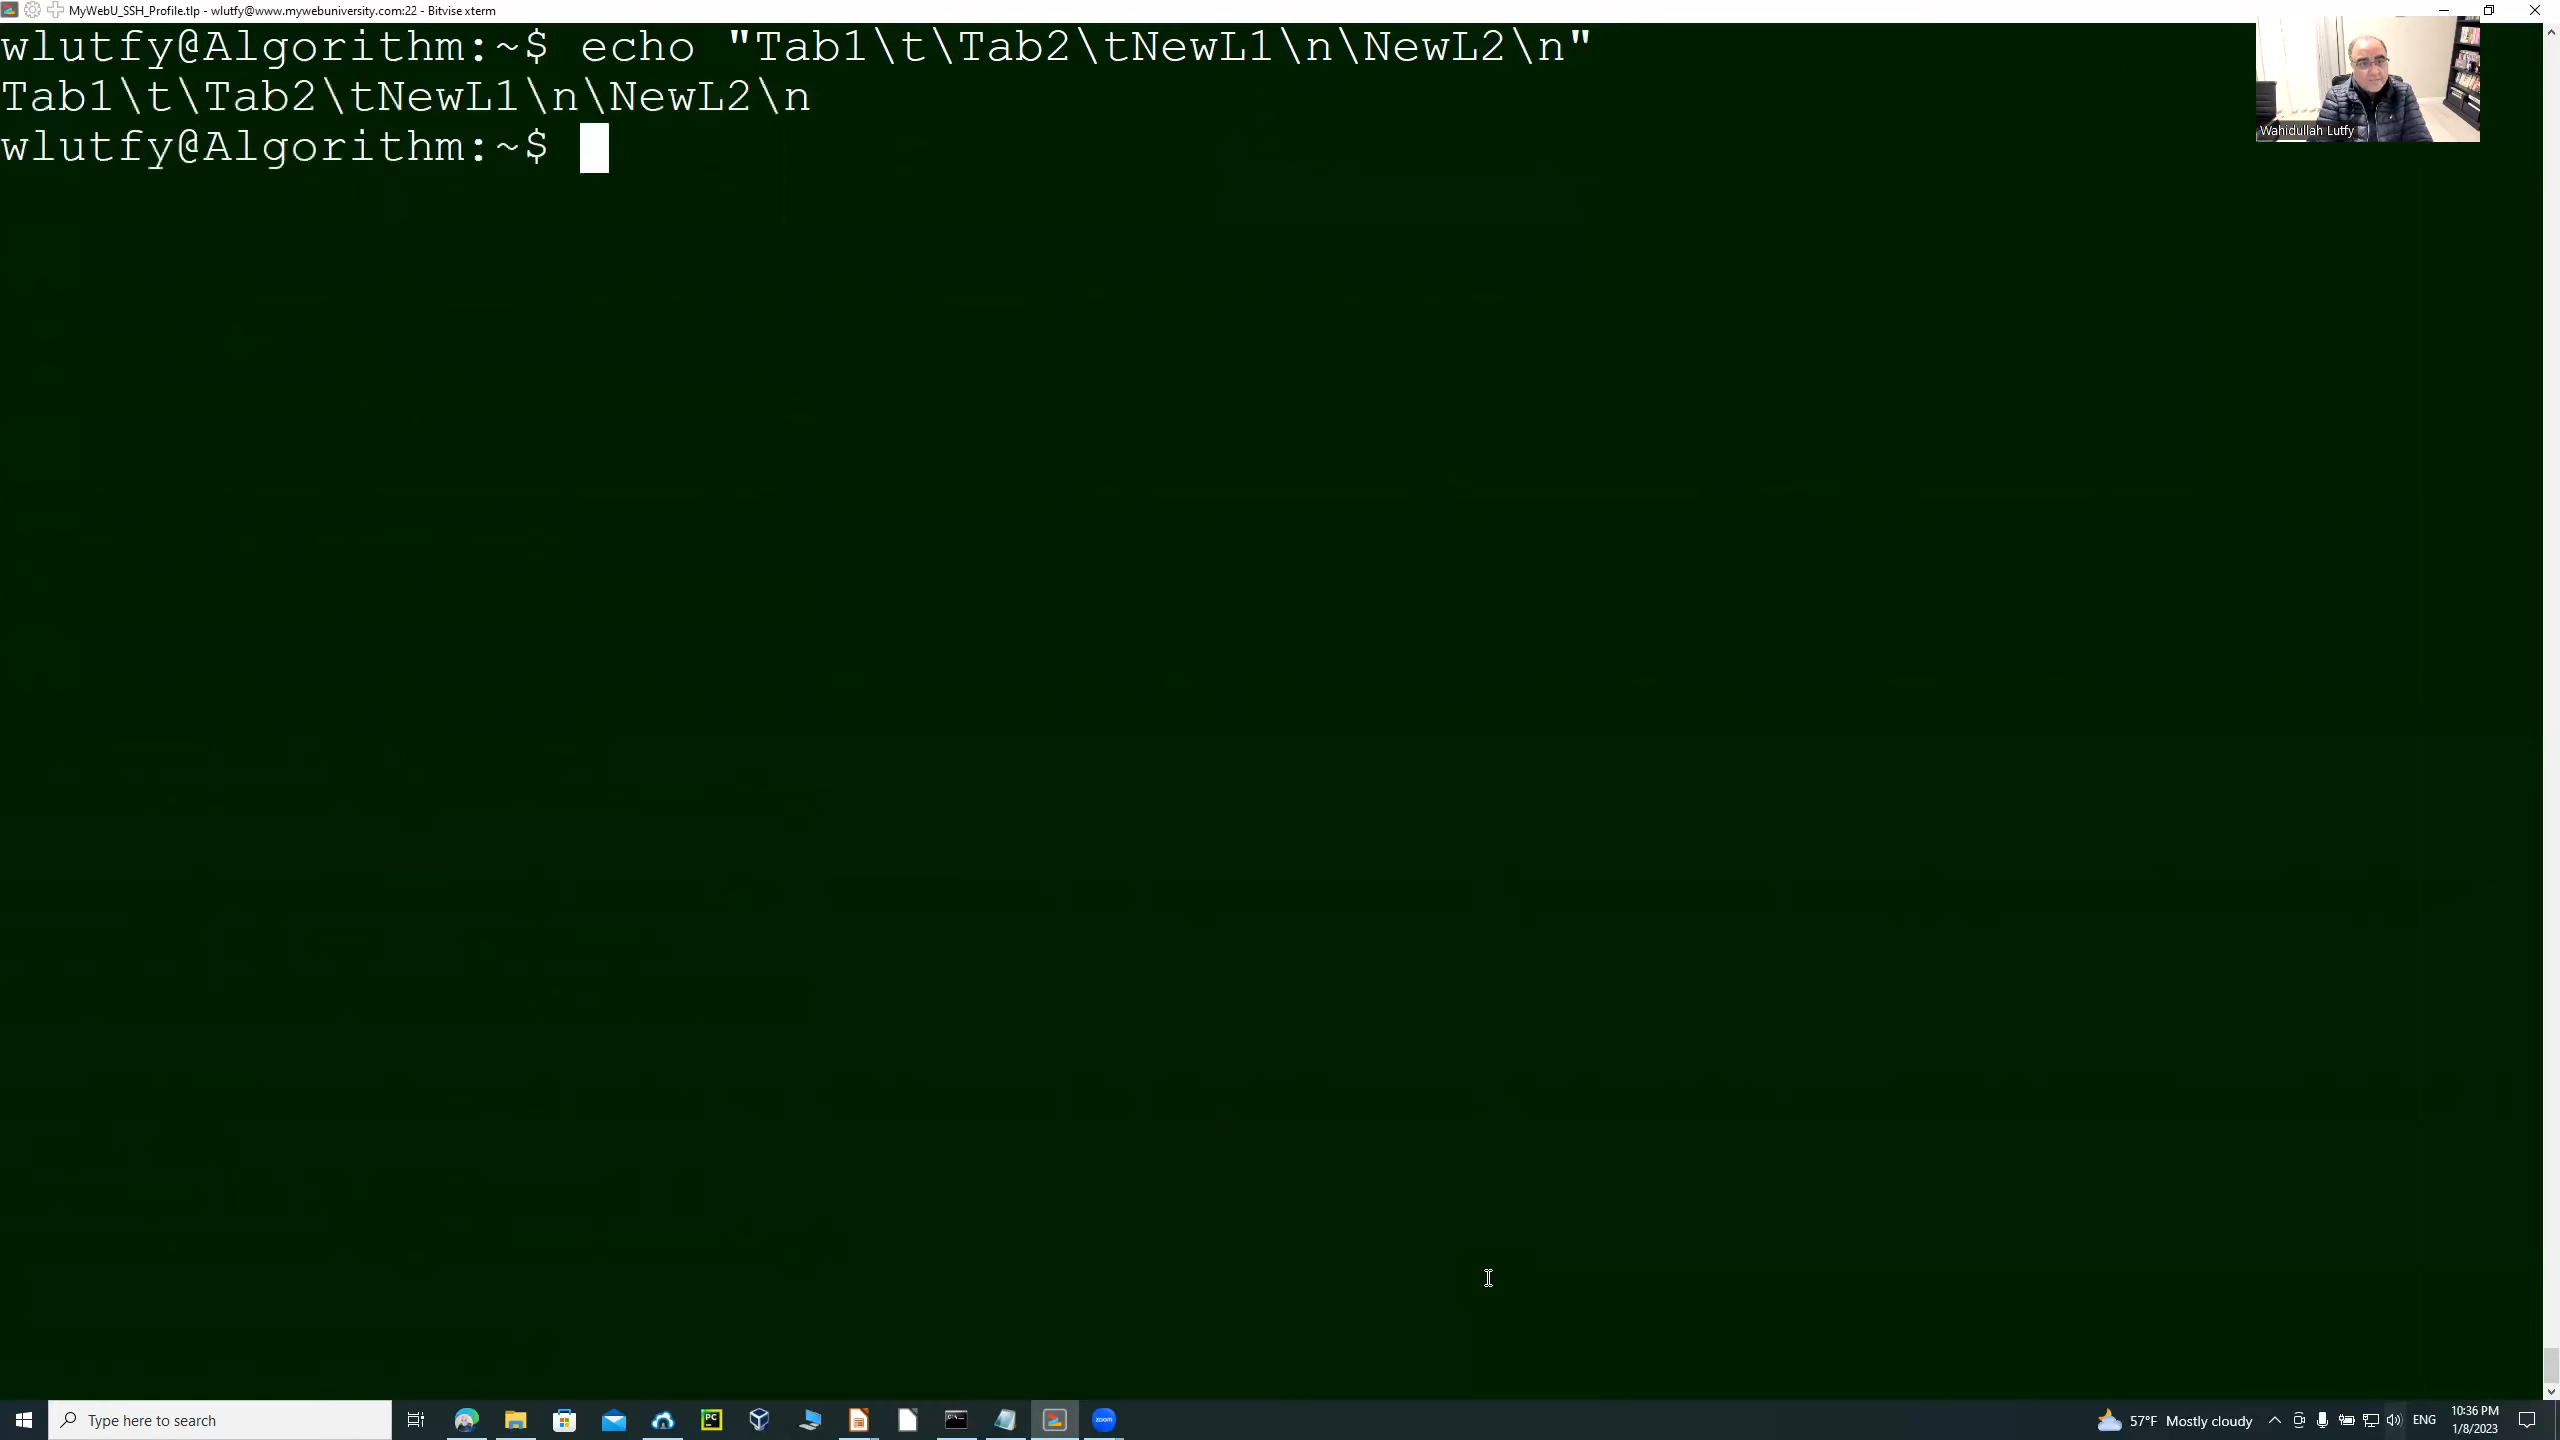 MyWebU_SSH_Profile.tlp - wlutfy@www.mywebuniversity.com:22 - Bitvise xterm
wlutfy@Algorithm:~$ echo "Tab1\t\Tab2\tNewL1\n\NewL2\n"
Tab1\t\Tab2\tNewL1\n\NewL2\n
wlutfy@Algorithm:~$
Wahidullah Lutfy
Type here to search
PC
zoom
57°F Mostly cloudy
ENG
10:36 PM
1/8/2023